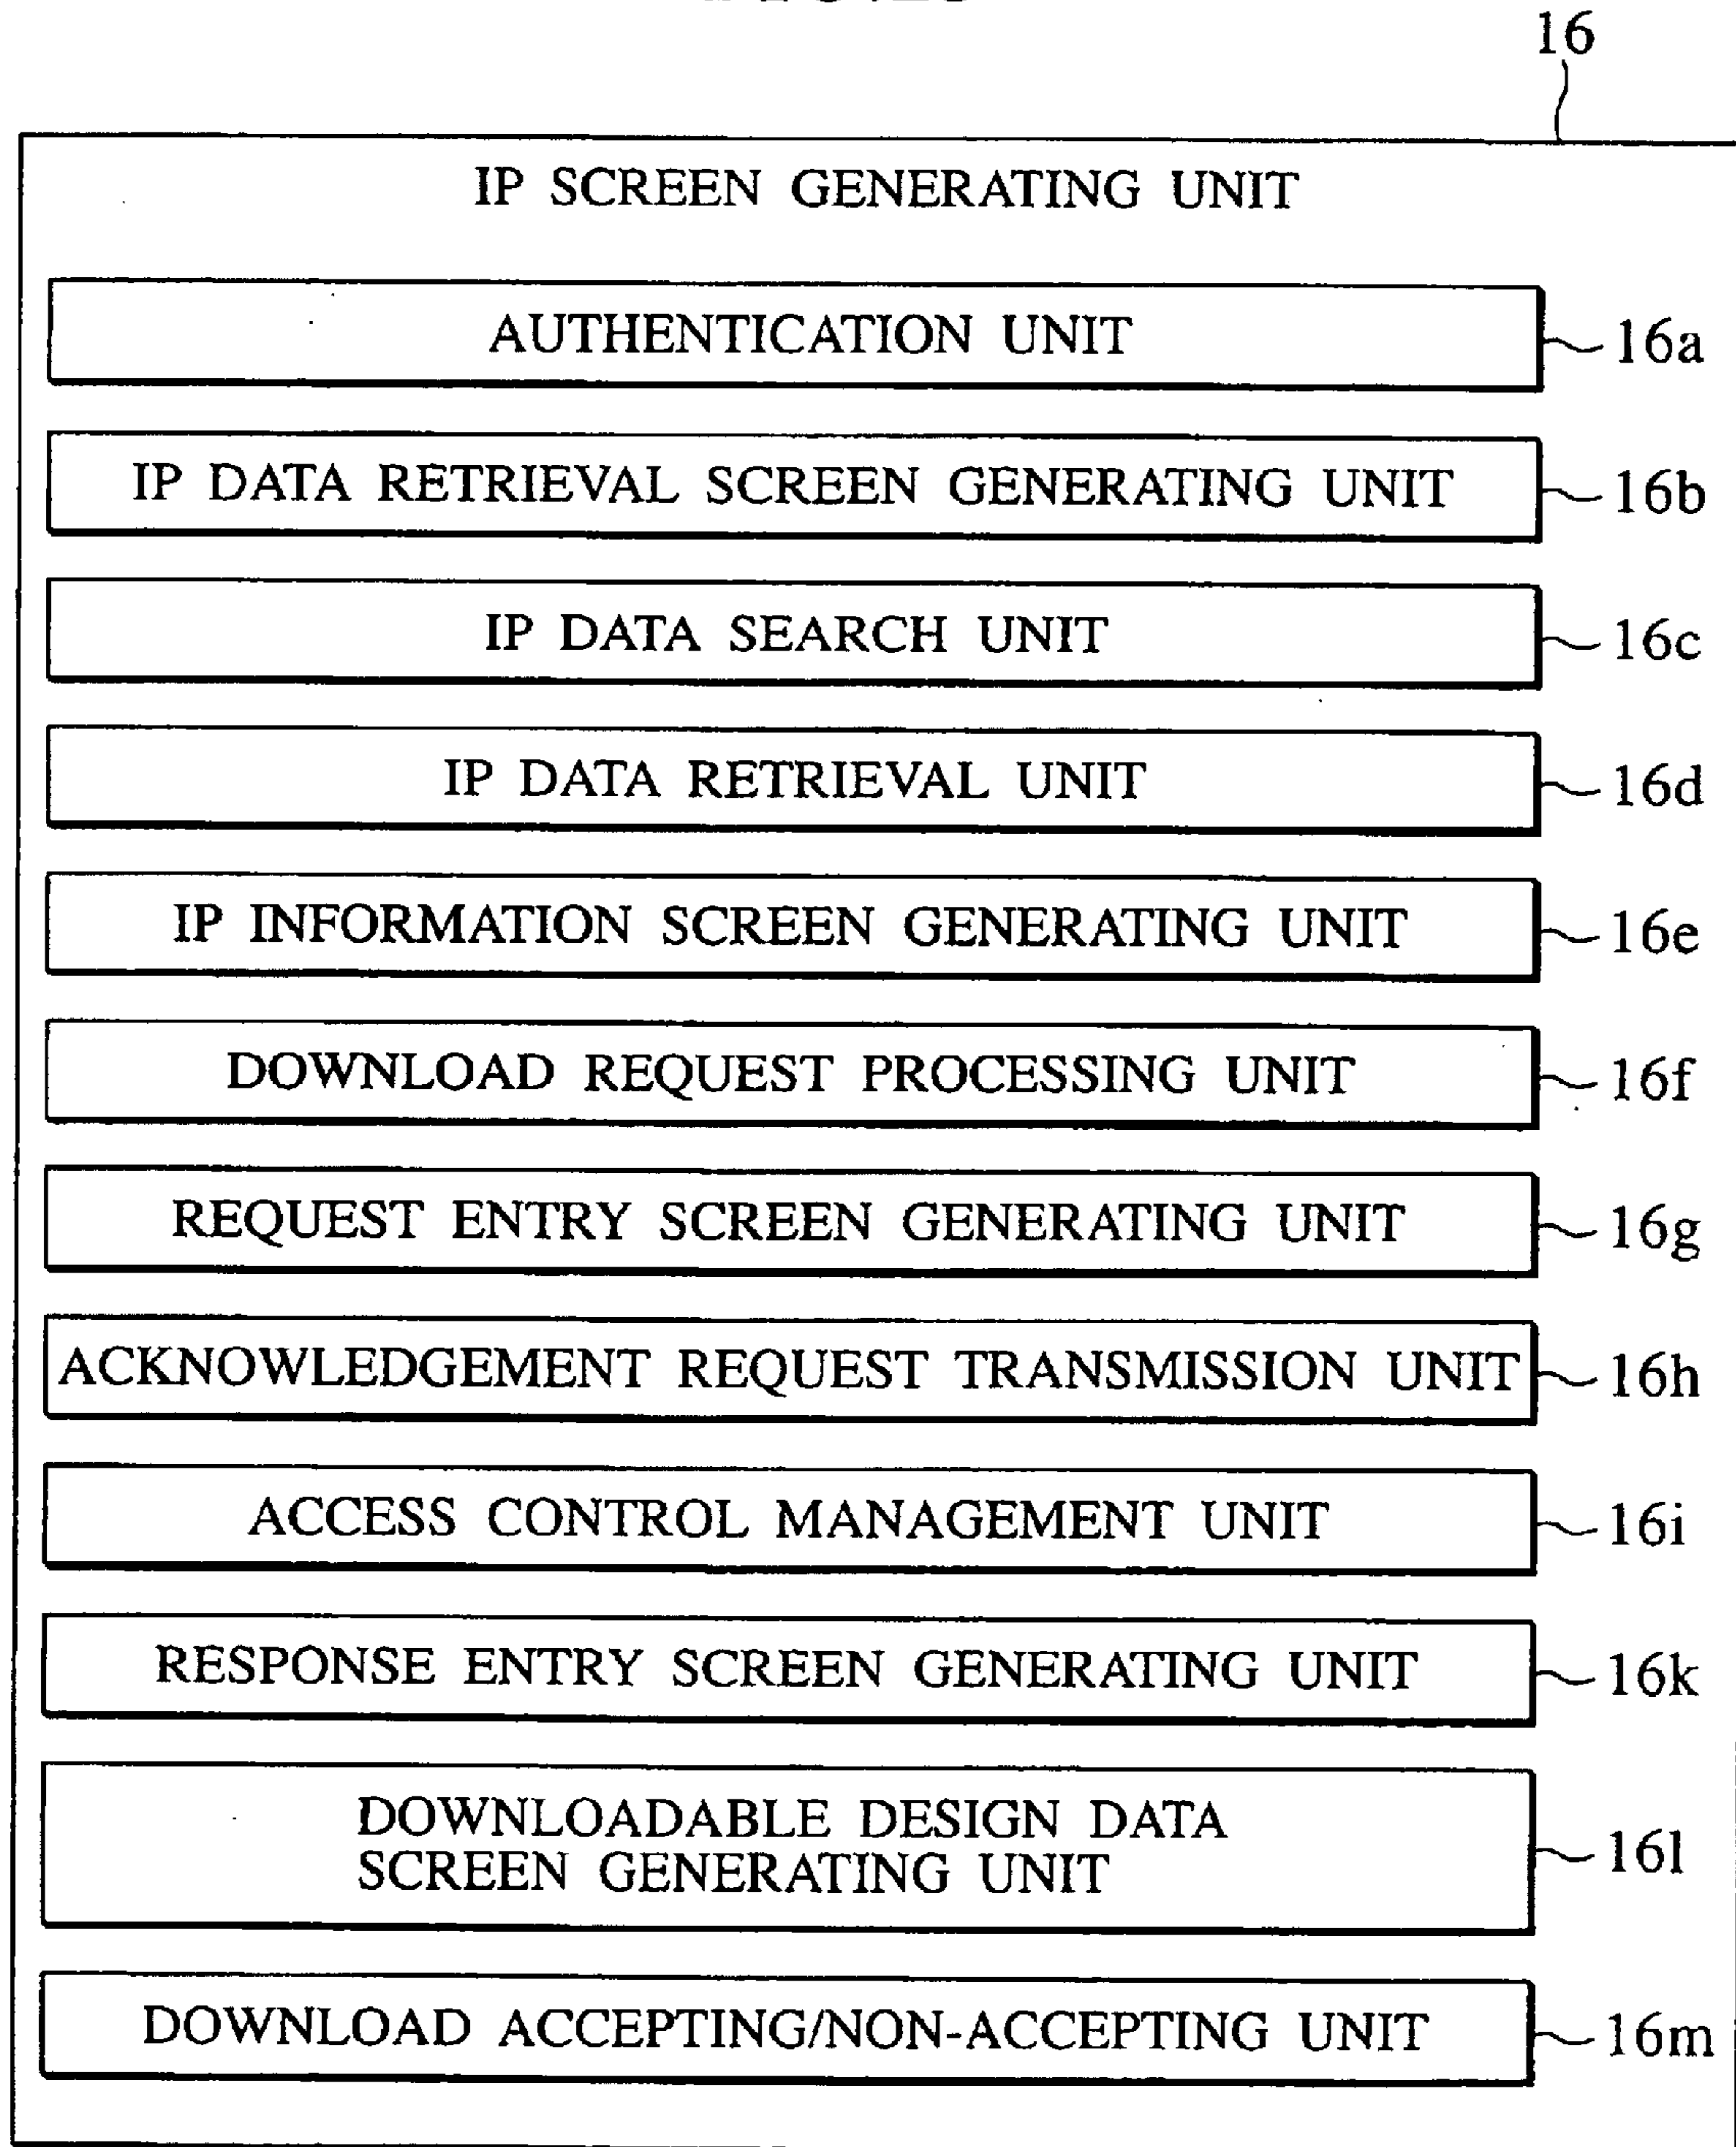 16
IP SCREEN GENERATING UNIT
AUTHENTICATION UNIT
16a
IP DATA RETRIEVAL SCREEN GENERATING UNIT
16b
IP DATA SEARCH UNIT
16c
IP DATA RETRIEVAL UNIT
16d
IP INFORMATION SCREEN GENERATING UNIT
16e
DOWNLOAD REQUEST PROCESSING UNIT
16f
REQUEST ENTRY SCREEN GENERATING UNIT
16g
ACKNOWLEDGEMENT REQUEST TRANSMISSION UNIT
16h
ACCESS CONTROL MANAGEMENT UNIT
16i
RESPONSE ENTRY SCREEN GENERATING UNIT
16k
DOWNLOADABLE DESIGN DATA
SCREEN GENERATING UNIT
16l
DOWNLOAD ACCEPTING/NON-ACCEPTING UNIT
16m